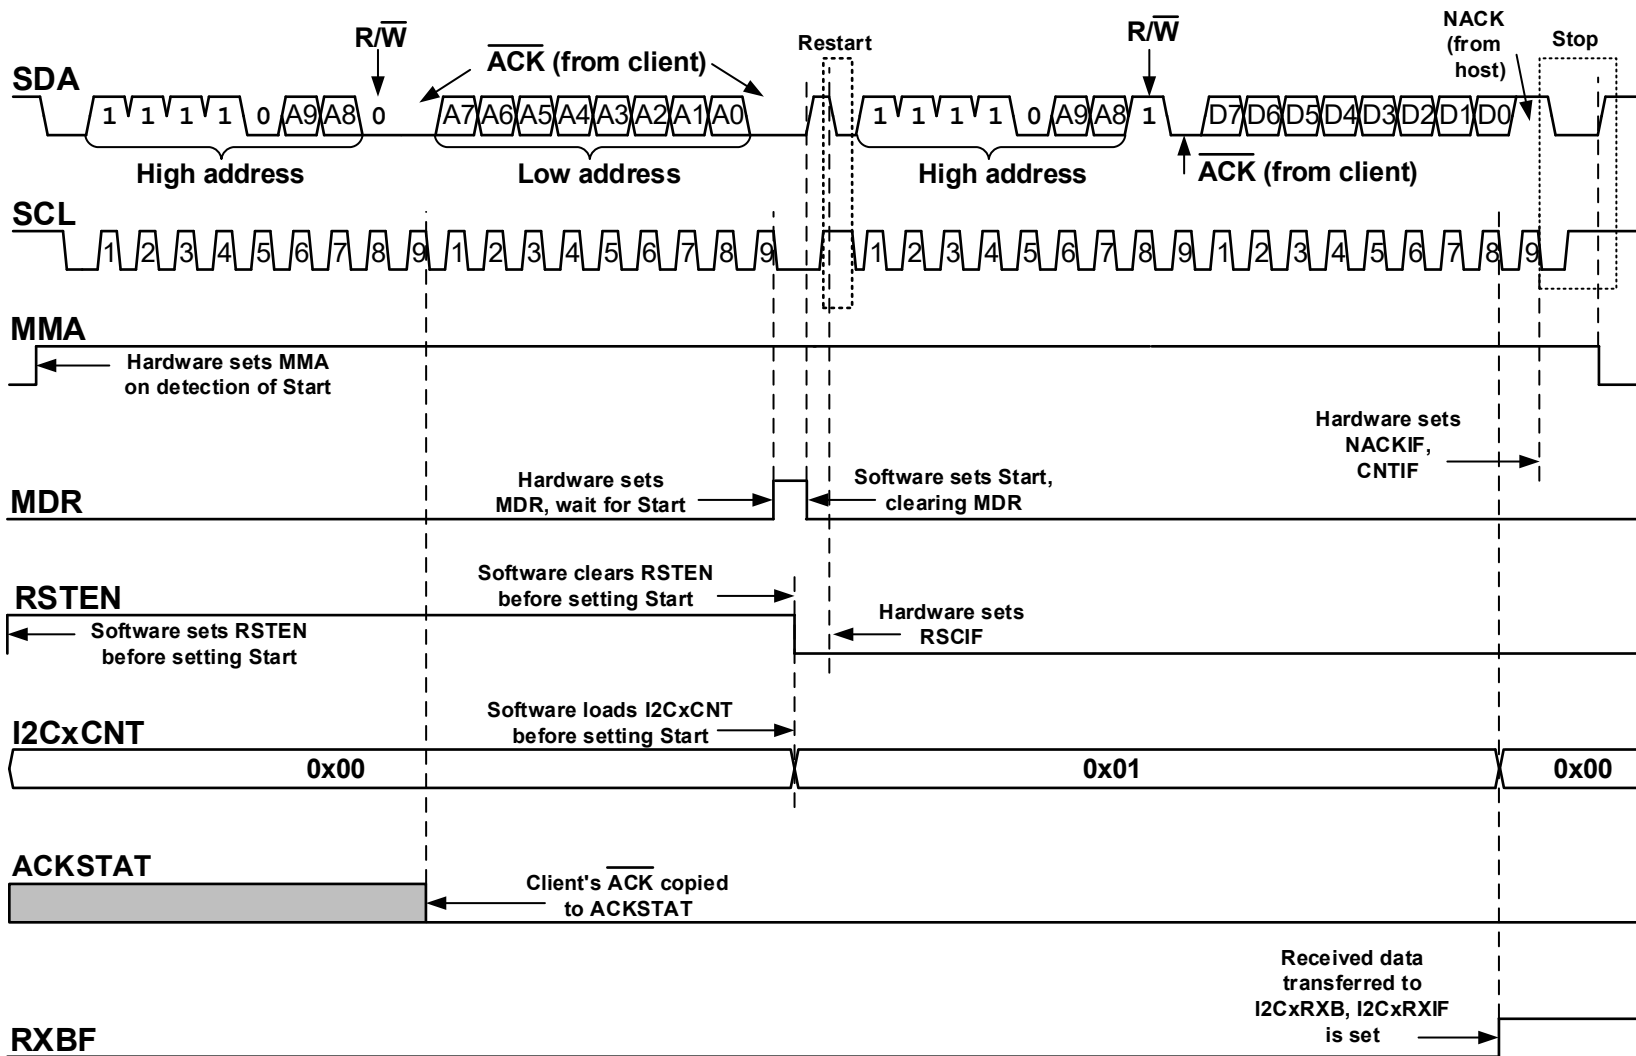 R/W
ACK (from client)
Restart
R/W
NACK
(from
host)
Stop
SDA
1 1 1 1 0 A9 A8 0
A7 A6 A5 A4 A3 A2 A1 A0
1 1 1 1 0 A9 A8 1
D7 D6 D5 D4 D3 D2 D1 D0
High address
Low address
High address
ACK (from client)
SCL
1 2 3 4 5 6 7 8 9 1 2 3 4 5 6 7 8 9 1 2 3 4 5 6 7 8 9 1 2 3 4 5 6 7 8 9
MMA
Hardware sets MMA
on detection of Start
Hardware sets
NACKIF,
CNTIF
MDR
Hardware sets
MDR, wait for Start
Software sets Start,
clearing MDR
RSTEN
Software sets RSTEN
before setting Start
Software clears RSTEN
before setting Start
Hardware sets
RSCIF
I2CxCNT
Software loads I2CxCNT
before setting Start
0x00
0x01
0x00
ACKSTAT
Client's ACK copied
to ACKSTAT
RXBF
Received data
transferred to
I2CxRXB, I2CxRXIF
is set